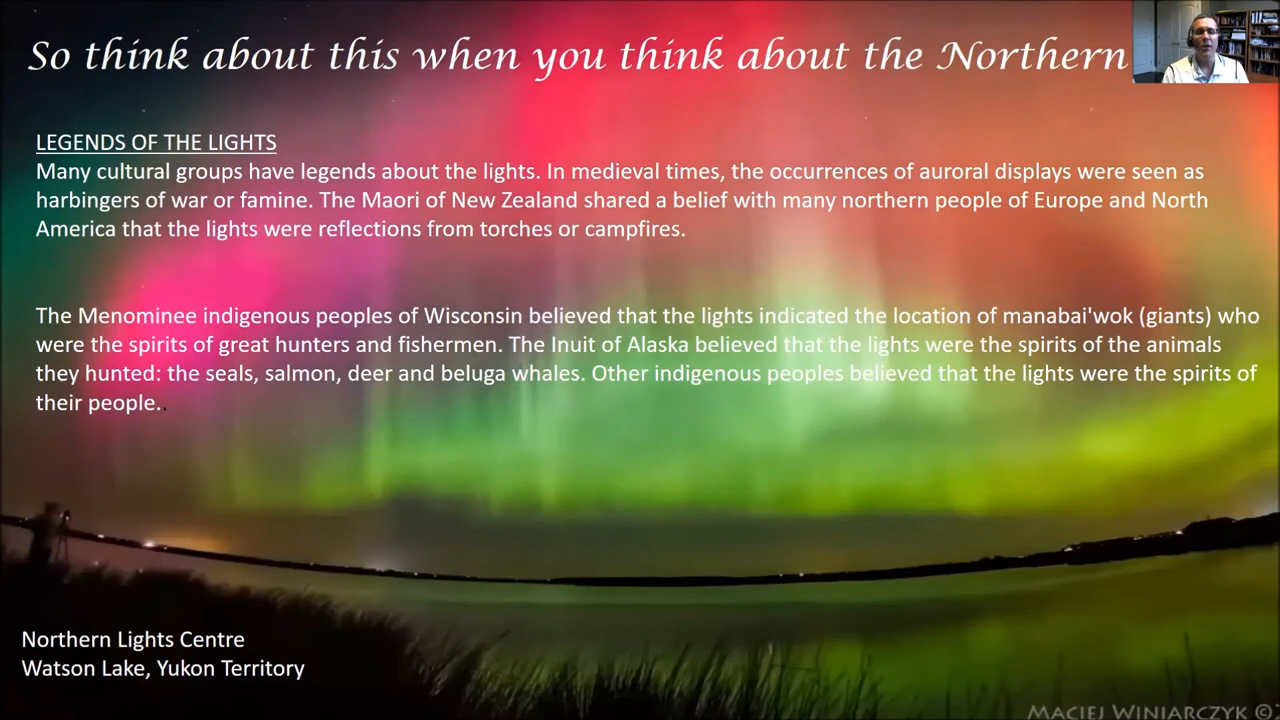 So think about this when you think about the Northern
LEGENDS OF THE LIGHTS
Many cultural groups have legends about the lights. In medieval times, the occurrences of auroral displays were seen as
harbingers of war or famine. The Maori of New Zealand shared a belief with many northern people of Europe and North
America that the lights were reflections from torches or campfires.
The Menominee indigenous peoples of Wisconsin believed that the lights indicated the location of manabai'wok (giants) who
were the spirits of great hunters and fishermen. The Inuit of Alaska believed that the lights were the spirits of the animals
they hunted: the seals, salmon, deer and beluga whales. Other indigenous peoples believed that the lights were the spirits of
their people..
Northern Lights Centre
Watson Lake, Yukon Territory
MACIEJ WINIARCZYK ©